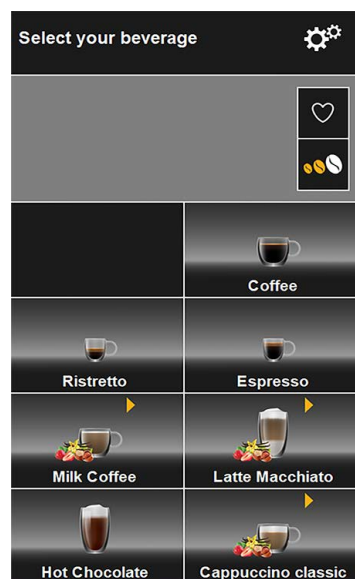 Select your beverage
Coffee
Ristretto
Espresso
Milk Coffee
Latte Macchiato
Hot Chocolate
Cappuccino classic